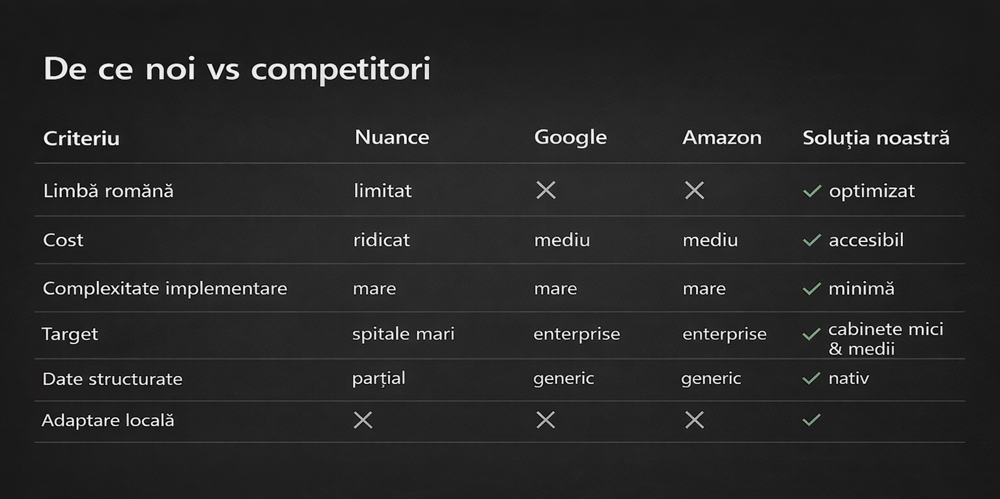 De ce noi vs competitori
Criteriu Nuance Google Amazon Soluția noastră
Limbă română limitat ✕ ✕ ✓ optimizat
Cost ridicat mediu mediu ✓ accesibil
Complexitate implementare mare mare mare ✓ minimă
Target spitale mari enterprise enterprise ✓ cabinete mici
& medii
Date structurate parțial generic generic ✓ nativ
Adaptare locală ✕ ✕ ✕ ✓